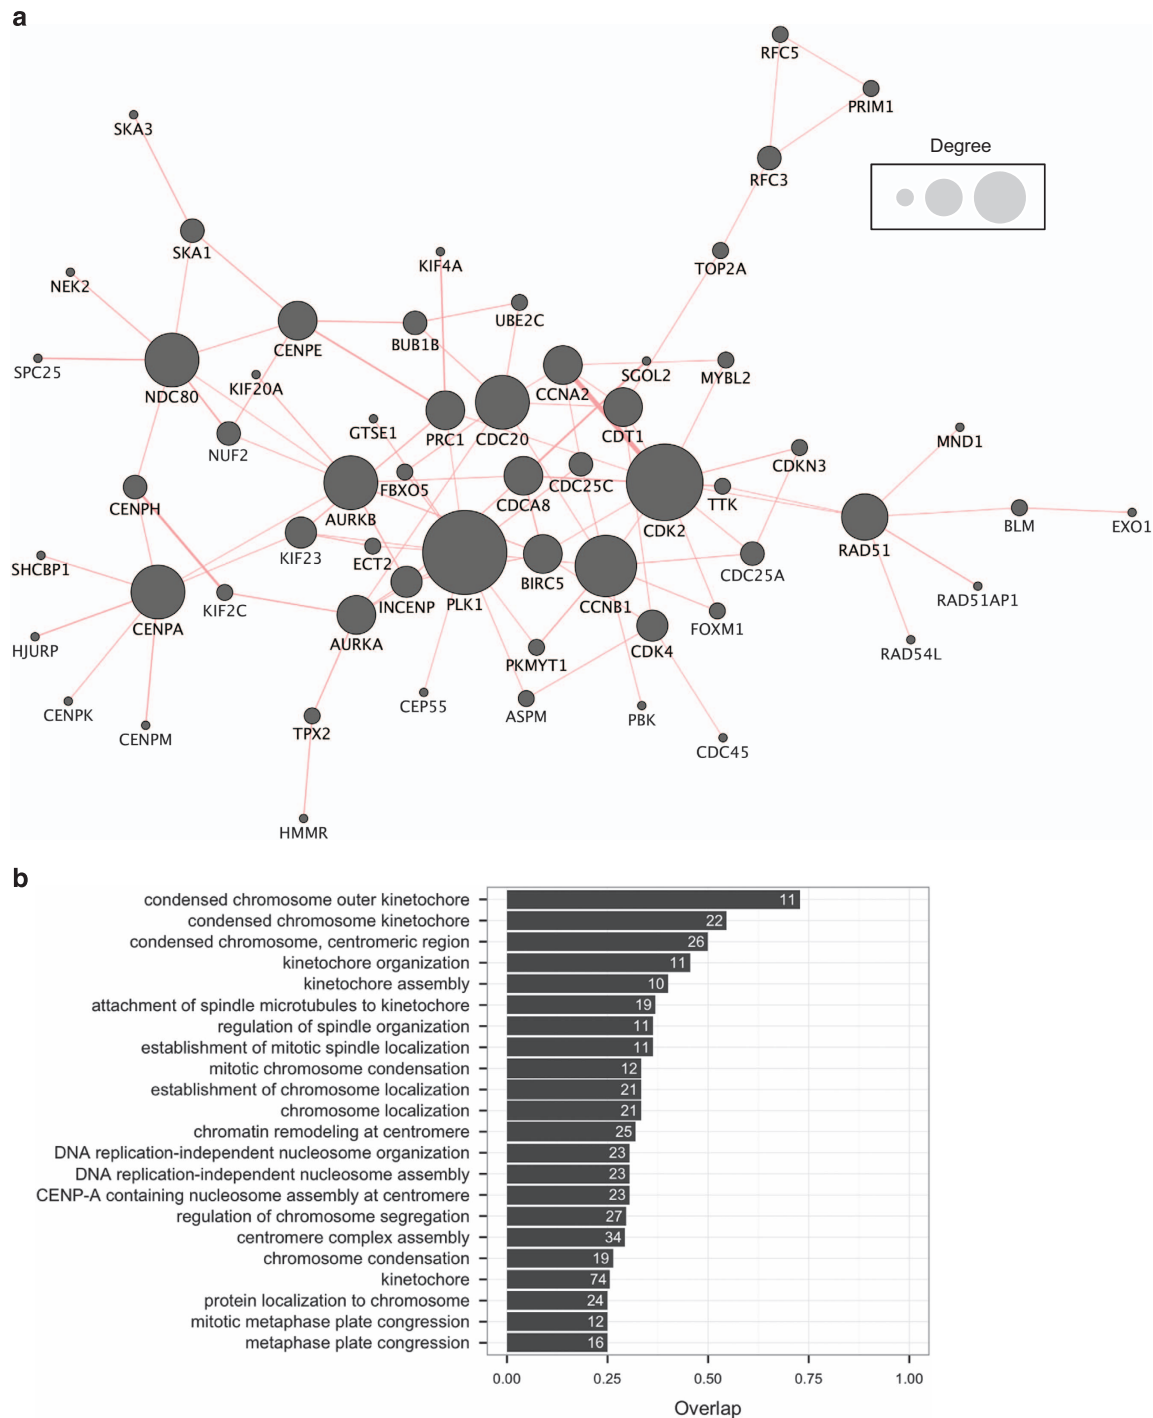 a
RFC5
PRIM1
SKA3
Degree
RFC3
SKA1
KIF4A
TOP2A
NEK2
UBE2C
BUB1B
CENPE
SPC25
SGOL2
MYBL2
KIF20A
CCNA2
NDC80
GTSE1
PRC1
CDC20
CDT1
MND1
NUF2
CDKN3
FBXO5
CDC25C
CENPH
CDCA8
TTK
AURKB
CDK2
BLM
EXO1
RAD51
KIF23
ECT2
SHCBP1
BIRC5
CDC25A
RAD51AP1
KIF2C
INCENP
PLK1
CCNB1
CENPA
FOXM1
AURKA
HJURP
CDK4
RAD54L
PKMYT1
CEP55
CENPK
ASPM
PBK
TPX2
CENPM
CDC45
HMMR
b
condensed chromosome outer kinetochore 11
condensed chromosome kinetochore 22
condensed chromosome, centromeric region 26
kinetochore organization 11
kinetochore assembly 10
attachment of spindle microtubules to kinetochore 19
regulation of spindle organization 11
establishment of mitotic spindle localization 11
mitotic chromosome condensation 12
establishment of chromosome localization 21
chromosome localization 21
chromatin remodeling at centromere 25
DNA replication-independent nucleosome organization 23
DNA replication-independent nucleosome assembly 23
CENP-A containing nucleosome assembly at centromere 23
regulation of chromosome segregation 27
centromere complex assembly 34
chromosome condensation 19
kinetochore 74
protein localization to chromosome 24
mitotic metaphase plate congression 12
metaphase plate congression 16
0.00 0.25 0.50 0.75 1.00
Overlap